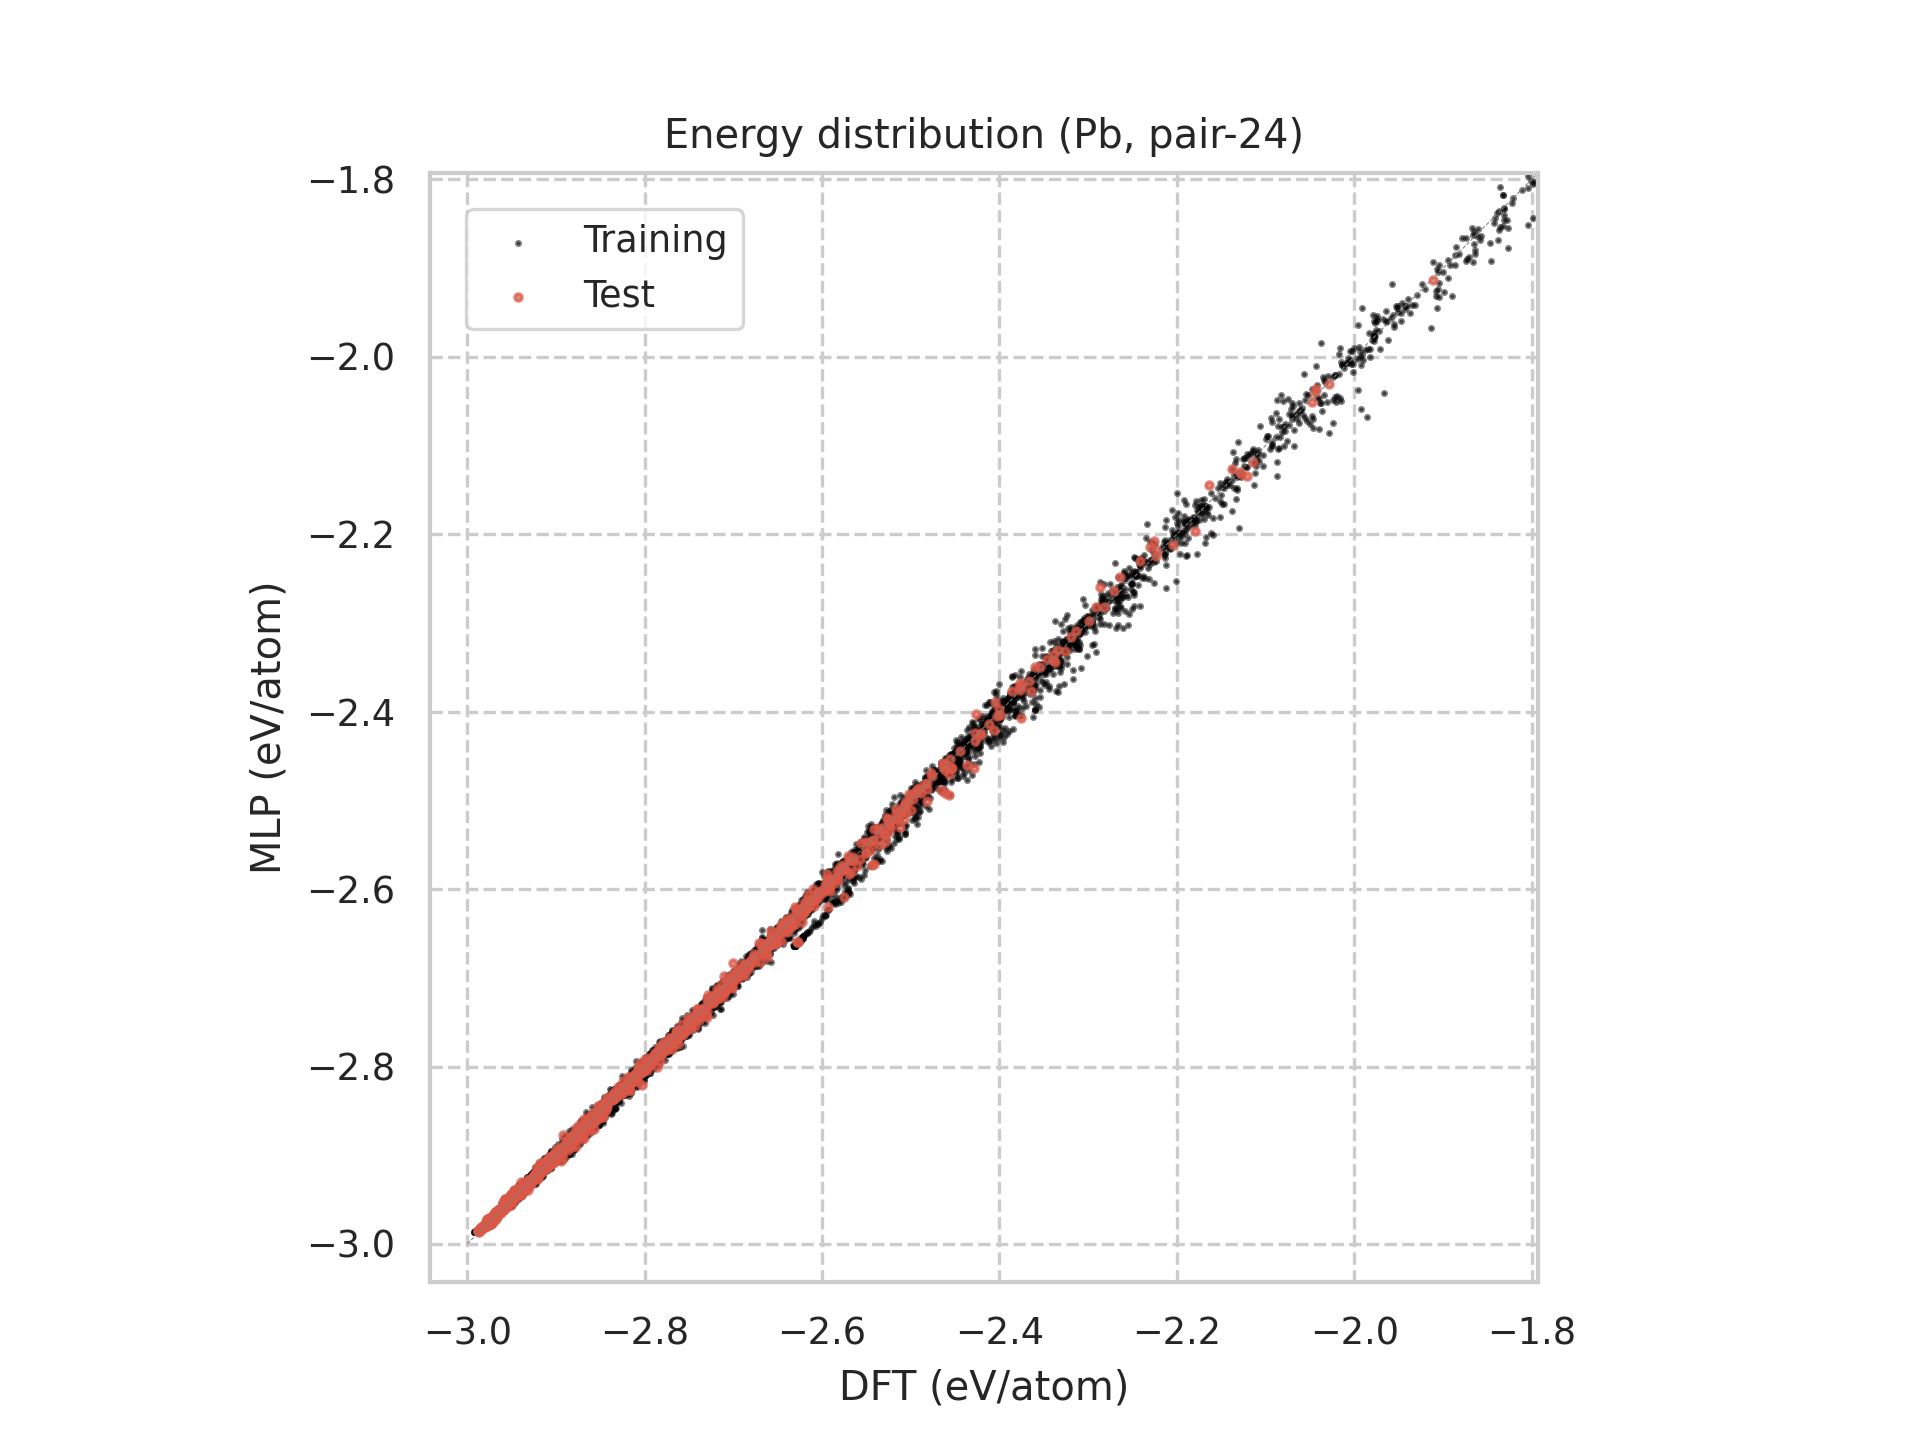 Energy distribution (Pb, pair-24)
−1.8
−2.0
−2.2
−2.4
−2.6
−2.8
−3.0
MLP (eV/atom)
Training
Test
−3.0 −2.8 −2.6 −2.4 −2.2 −2.0 −1.8
DFT (eV/atom)